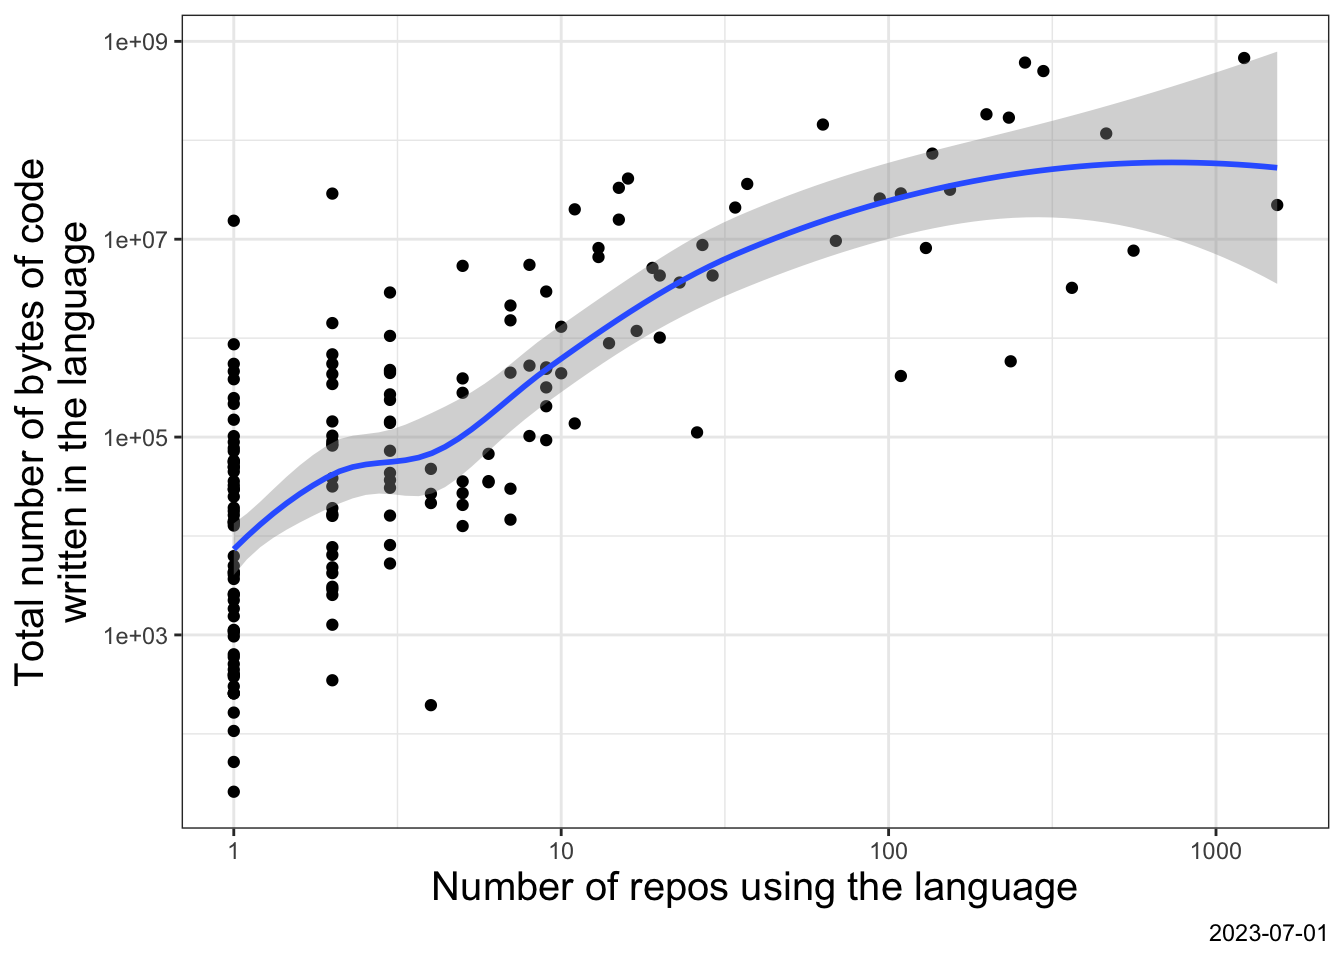 Total number of bytes of code
written in the language
1e+09
1e+07
1e+05
1e+03
1 10 100 1000
Number of repos using the language
2023-07-01